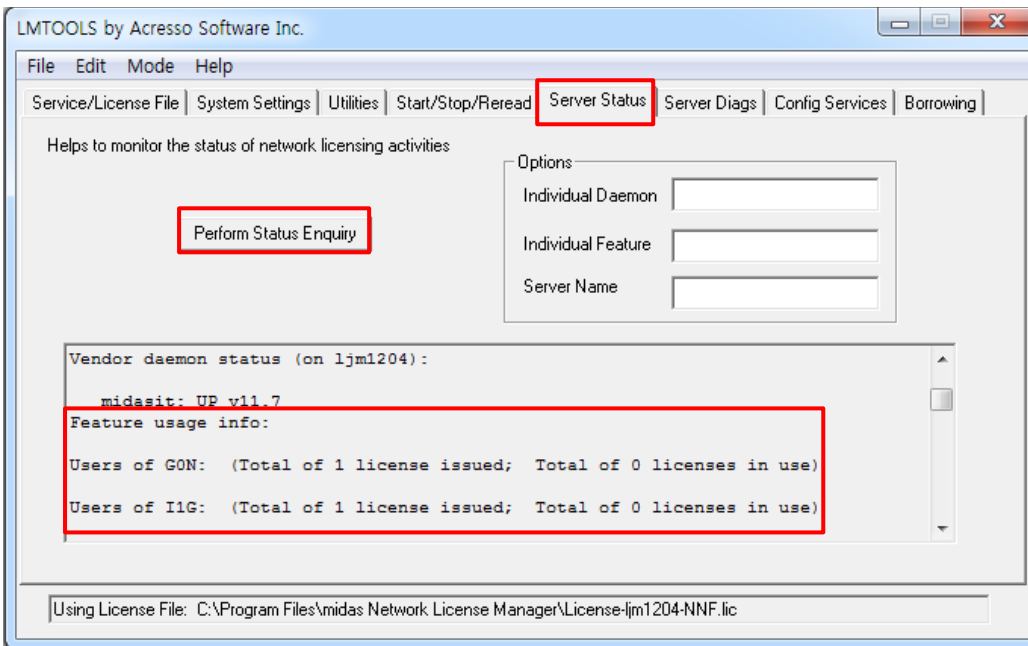 LMTOOLS by Acresso Software Inc.
File Edit Mode Help
Service/License File System Settings Utilities Start/Stop/Reread Server Status Server Diags Config Services Borrowing
Helps to monitor the status of network licensing activities
Options
Individual Daemon
Perform Status Enquiry
Individual Feature
Server Name
Vendor daemon status (on ljm1204):
midasit: UP v11.7
Feature usage info:
Users of G0N: (Total of 1 license issued; Total of 0 licenses in use)
Users of I1G: (Total of 1 license issued; Total of 0 licenses in use)
Using License File: C:\Program Files\midas Network License Manager\License-ljm1204-NNF.lic